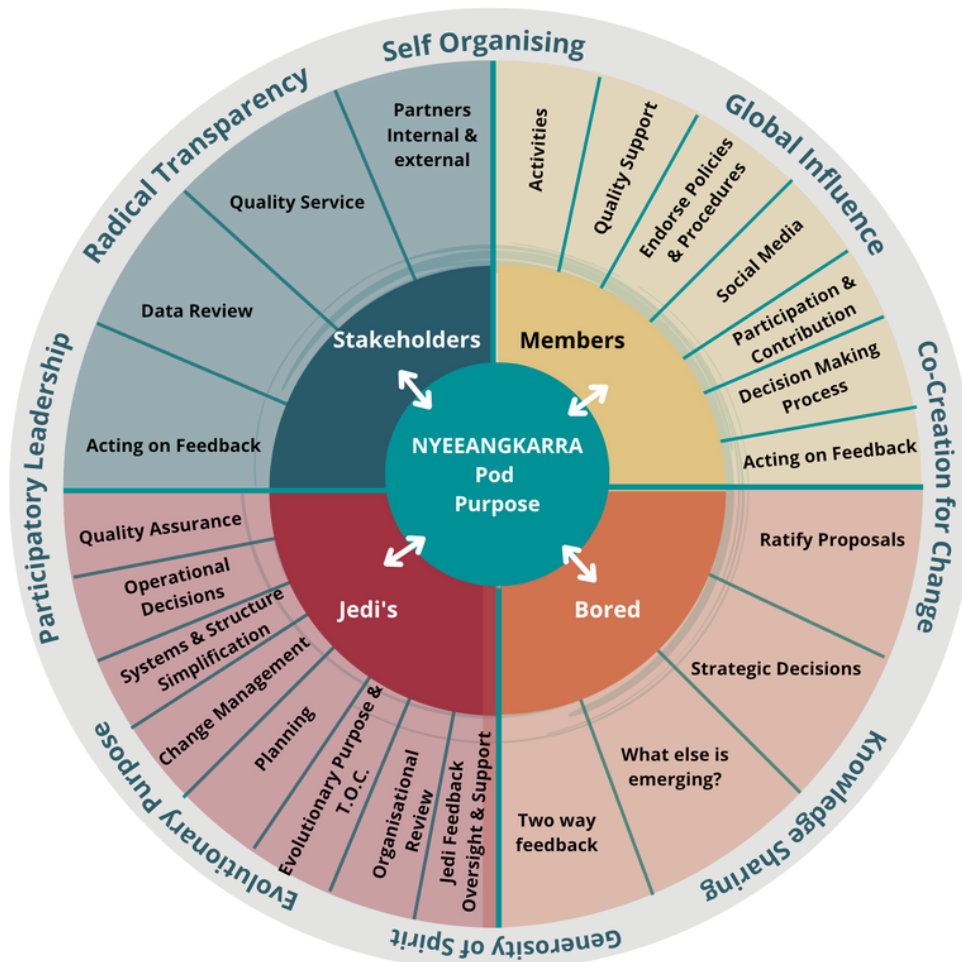 Self Organising
Global Influence
Co-Creation for Change
Knowledge Sharing
Generosity of Spirit
Evolutionary Purpose
Participatory Leadership
Radical Transparency
Partners
Internal &
external
Quality Service
Data Review
Acting on Feedback
Stakeholders
Activities
Quality Support
Endorse Policies
& Procedures
Social Media
Participation &
Contribution
Decision Making
Process
Acting on Feedback
Members
NYEEANGKARRA
Pod
Purpose
Jedi's
Quality Assurance
Operational
Decisions
Systems & Structure
Simplification
Change Management
Planning
Evolutionary Purpose &
T.O.C.
Organisational
Review
Jedi Feedback
Oversight & Support
Bored
Ratify Proposals
Strategic Decisions
What else is
emerging?
Two way
feedback